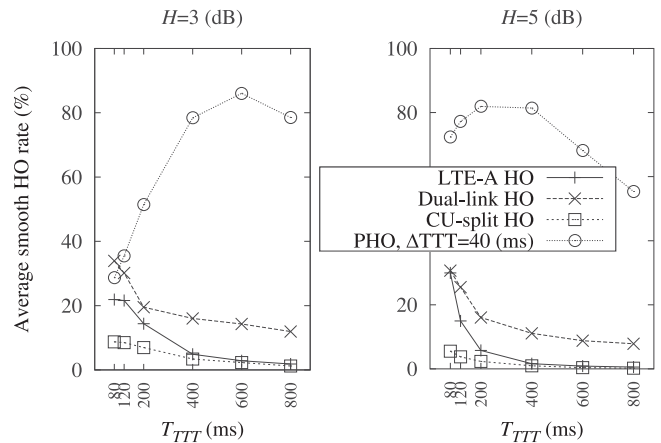 H=3 (dB)
H=5 (dB)
Average smooth HO rate (%)
100
80
60
40
20
0
80
120
200
400
600
800
T_TTT (ms)
100
80
60
20
0
LTE-A HO
Dual-link HO
CU-split HO
PHO, ΔTTT=40 (ms)
80
120
200
400
600
800
T_TTT (ms)